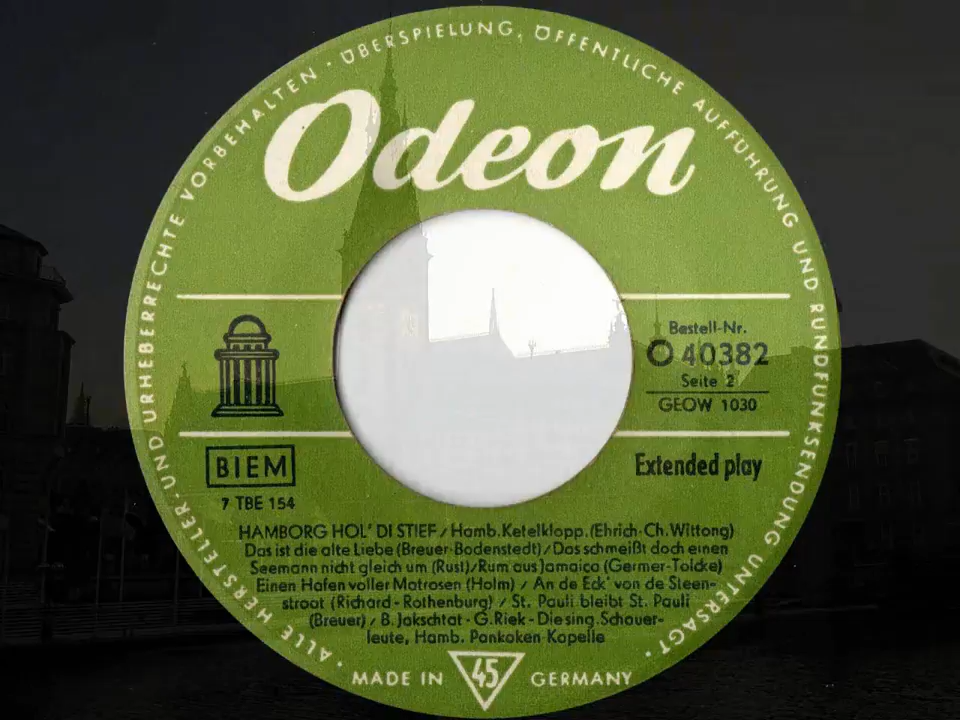 ALLE HERSTELLER- UND URHEBERRECHTE VORBEHALTEN · ÜBERSPIELUNG, ÖFFENTLICHE AUFFÜHRUNG UND RUNDFUNKSENDUNG UNTERSAGT ·
Odeon
Bestell-Nr.
O 40382
Seite 2
GEOW 1030
BIEM
Extended play
7 TBE 154
HAMBORG HOL' DI STIEF / Hamb. Ketelklopp. (Ehrich-Ch. Wittong)
Das ist die alte Liebe (Breuer-Bodenstedt) / Das schmeißt doch einen
Seemann nicht gleich um (Rust) / Rum aus Jamaica (Germer-Tolcke)
Einen Hafen voller Matrosen (Holm) / An de Eck' von de Steen-
stroat (Richard-Rothenburg) / St. Pauli bleibt St. Pauli
(Breuer) / B. Jakschtat - G. Riek - Die sing. Schauer-
leute, Hamb. Pankoken Kapelle
MADE IN 45 GERMANY